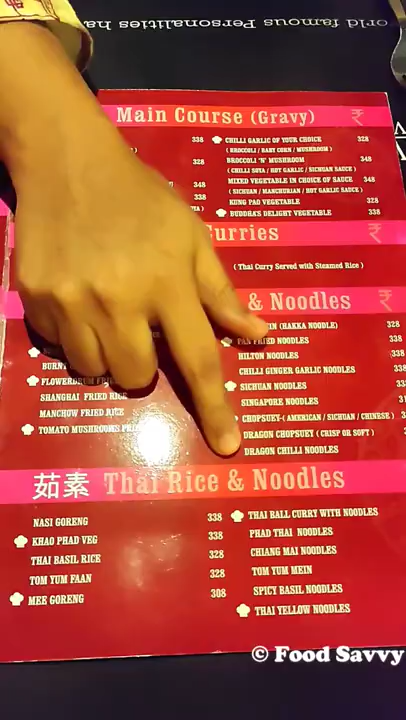 orld famous Personalities ha
Main Course (Gravy) ₹
338
328
348
338
CHILLI GARLIC OF YOUR CHOICE 328
( BROCCOLI / BABY CORN / MUSHROOM )
BROCCOLI 'N' MUSHROOM 348
( CHILLI SOYA / HOT GARLIC / SICHUAN SAUCE )
MIXED VEGETABLE IN CHOICE OF SAUCE 348
( SICHUAN / MANCHURIAN / HOT GARLIC SAUCE )
KUNG PAO VEGETABLE 328
BUDDHA'S DELIGHT VEGETABLE 338
urries ₹
( Thai Curry Served with Steamed Rice )
& Noodles ₹
FLOWERDRUM FRIE
SHANGHAI FRIED RICE
MANCHOW FRIED RICE
TOMATO MUSHROOMS FRI
IN (HAKKA NOODLE) 328
PAN FRIED NOODLES 338
HILTON NOODLES 338
CHILLI GINGER GARLIC NOODLES
SICHUAN NOODLES
SINGAPORE NOODLES
CHOPSUEY-( AMERICAN / SICHUAN / CHINESE )
DRAGON CHOPSUEY ( CRISP OR SOFT )
DRAGON CHILLI NOODLES
茹素 Thai Rice & Noodles
NASI GORENG 338
KHAO PHAD VEG 338
THAI BASIL RICE 328
TOM YUM FAAN 328
MEE GORENG 308
THAI BALL CURRY WITH NOODLES
PHAD THAI NOODLES
CHIANG MAI NOODLES
TOM YUM MEIN
SPICY BASIL NOODLES
THAI YELLOW NOODLES
© Food Savvy